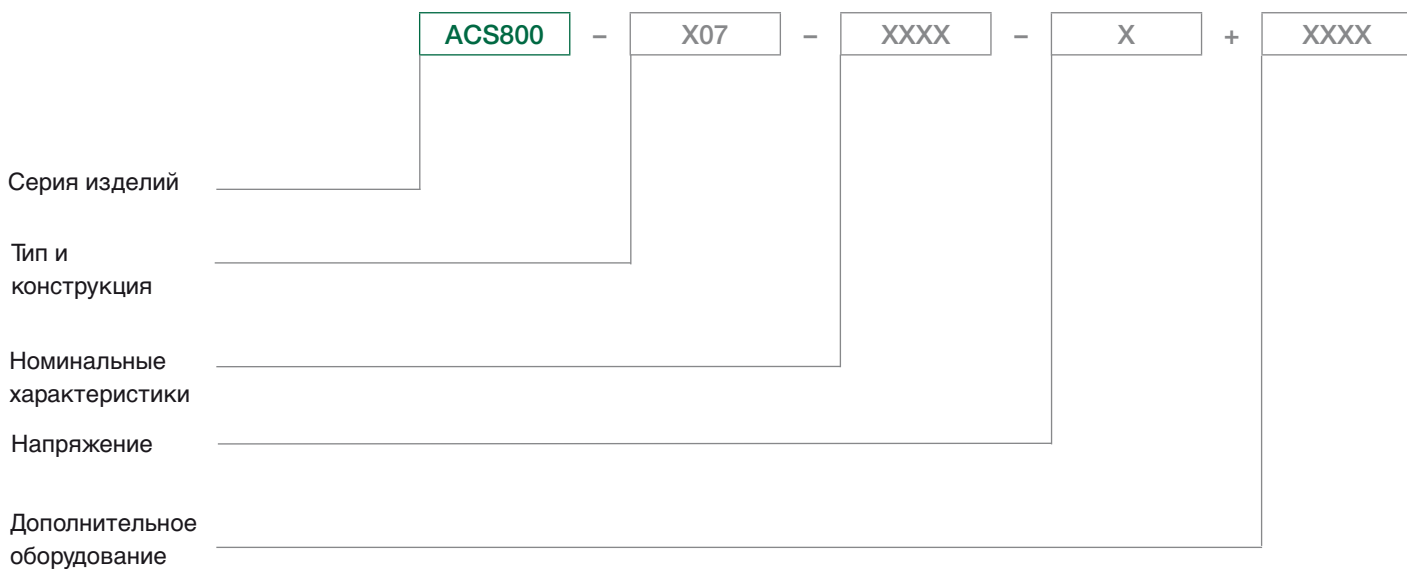 ACS800 – X07 – XXXX – X + XXXX
Серия изделий
Тип и
конструкция
Номинальные
характеристики
Напряжение
Дополнительное
оборудование